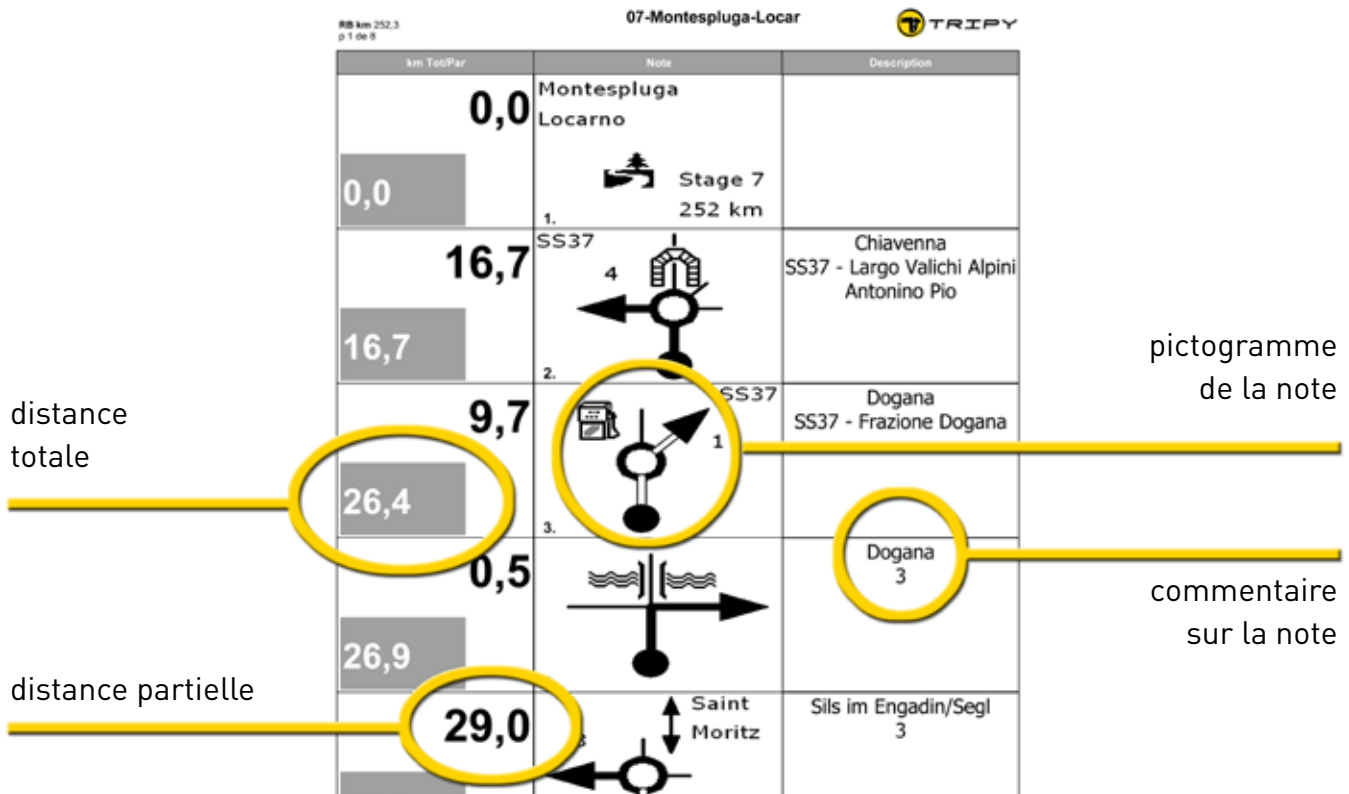 RB km 252,3
p 1 de 8
07-Montespluga-Locar
TRIPY
km Tot/Par
Note
Description
0,0
Montespluga
Locarno
Stage 7
252 km
0,0
1.
16,7
SS37
4
Chiavenna
SS37 - Largo Valichi Alpini
Antonino Pio
16,7
2.
pictogramme
de la note
distance
totale
9,7
SS37
1
Dogana
SS37 - Frazione Dogana
26,4
3.
0,5
Dogana
3
commentaire
sur la note
26,9
distance partielle
29,0
Saint
Moritz
3
Sils im Engadin/Segl
3